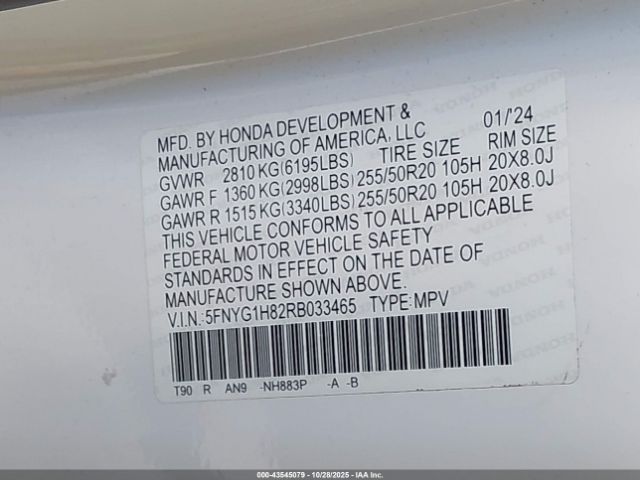 MFD. BY HONDA DEVELOPMENT & MANUFACTURING OF AMERICA, LLC 01/'24
GVWR 2810 KG(6195LBS) TIRE SIZE RIM SIZE
GAWR F 1360 KG(2998LBS) 255/50R20 105H 20X8.0J
GAWR R 1515 KG(3340LBS) 255/50R20 105H 20X8.0J
THIS VEHICLE CONFORMS TO ALL APPLICABLE
FEDERAL MOTOR VEHICLE SAFETY
STANDARDS IN EFFECT ON THE DATE OF
MANUFACTURE SHOWN ABOVE.
V.I.N.:5FNYG1H82RB033465 TYPE:MPV
T90 R AN9 -NH883P -A -B
000-43545079 - 10/28/2025 - IAAI Inc.